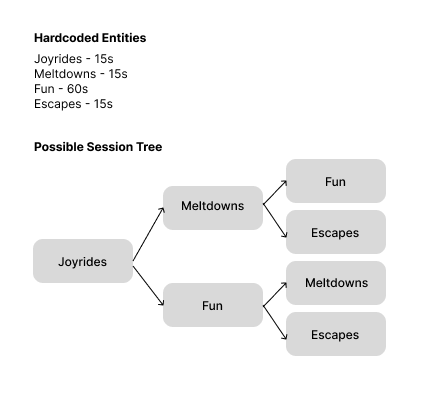 Hardcoded Entities
Joyrides - 15s
Meltdowns - 15s
Fun - 60s
Escapes - 15s
Possible Session Tree
Joyrides
Meltdowns
Fun
Fun
Escapes
Meltdowns
Escapes